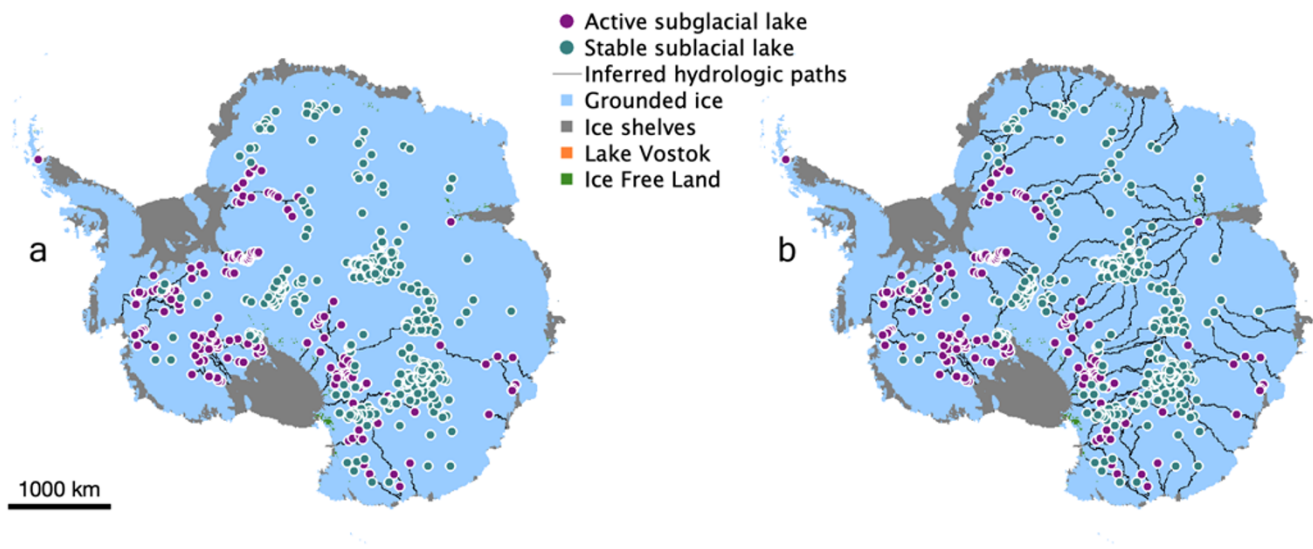 Active subglacial lake
Stable sublacial lake
Inferred hydrologic paths
Grounded ice
Ice shelves
Lake Vostok
Ice Free Land
a
b
1000 km